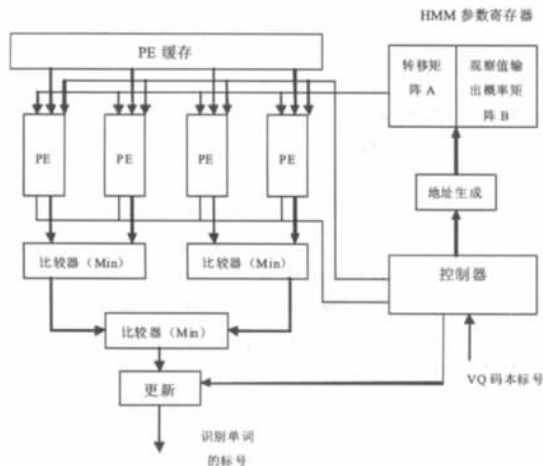 HMM 参数寄存器
PE 缓存
转移矩
阵 A
观察值输
出概率矩
阵 B
PE
PE
PE
PE
地址生成
比较器（Min）
比较器（Min）
控制器
比较器（Min）
VQ 码本标号
更新
识别单词
的标号